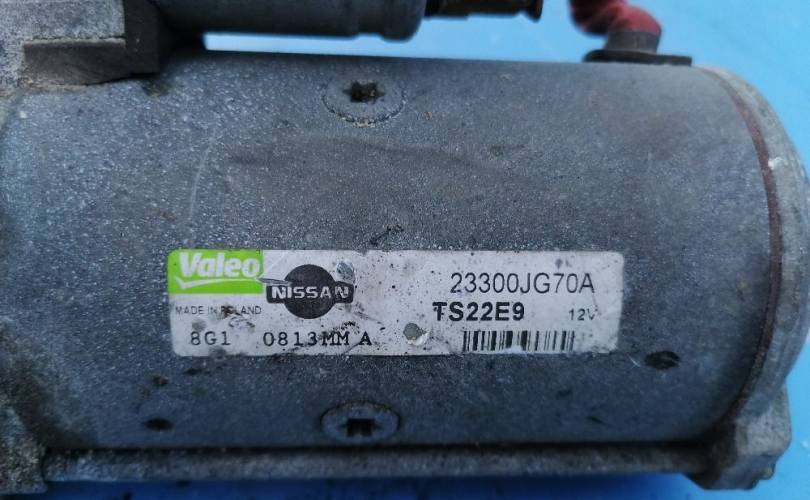 Valeo
NISSAN
23300JG70A
MADE IN POLAND
TS22E9 12V
8G1 0813MM A